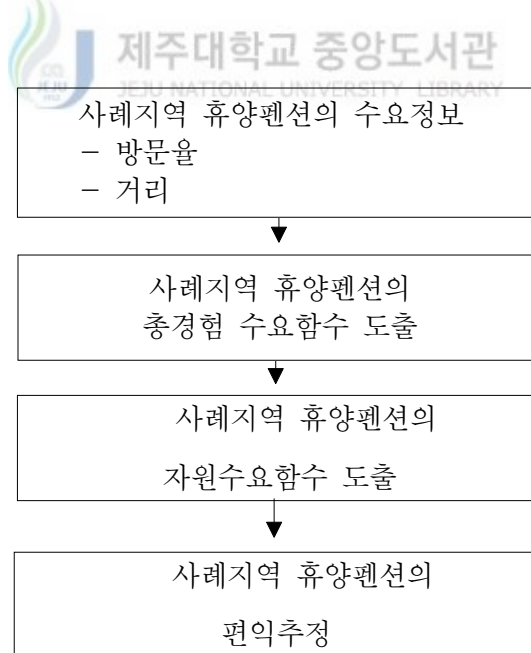 제주대학교 중앙도서관
JEJU NATIONAL UNIVERSITY LIBRARY
사례지역 휴양펜션의 수요정보
- 방문율
- 거리
사례지역 휴양펜션의
총경험 수요함수 도출
사례지역 휴양펜션의
자원수요함수 도출
사례지역 휴양펜션의
편익추정